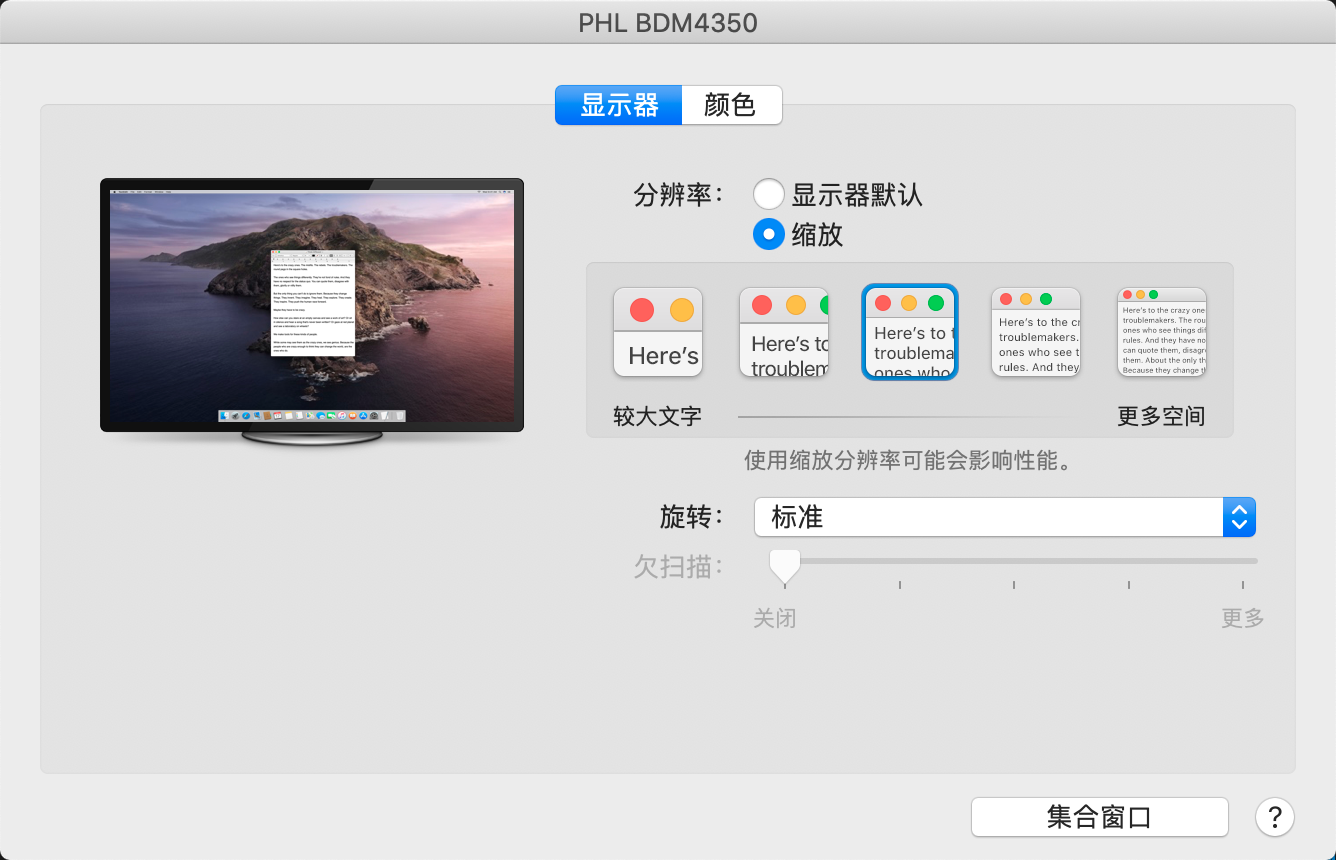 PHL BDM4350
显示器 颜色
分辨率： 显示器默认
缩放
Here's
Here's to
troublem
Here's to t
troublema
ones who
Here's to the cr
troublemakers.
ones who see t
rules. And they
Here's to the crazy one
troublemakers. The rou
ones who see things dif
rules. And they have no
can quote them, disagre
them. About the only th
Because they change t
较大文字 更多空间
使用缩放分辨率可能会影响性能。
旋转： 标准
欠扫描：
关闭 更多
集合窗口 ?